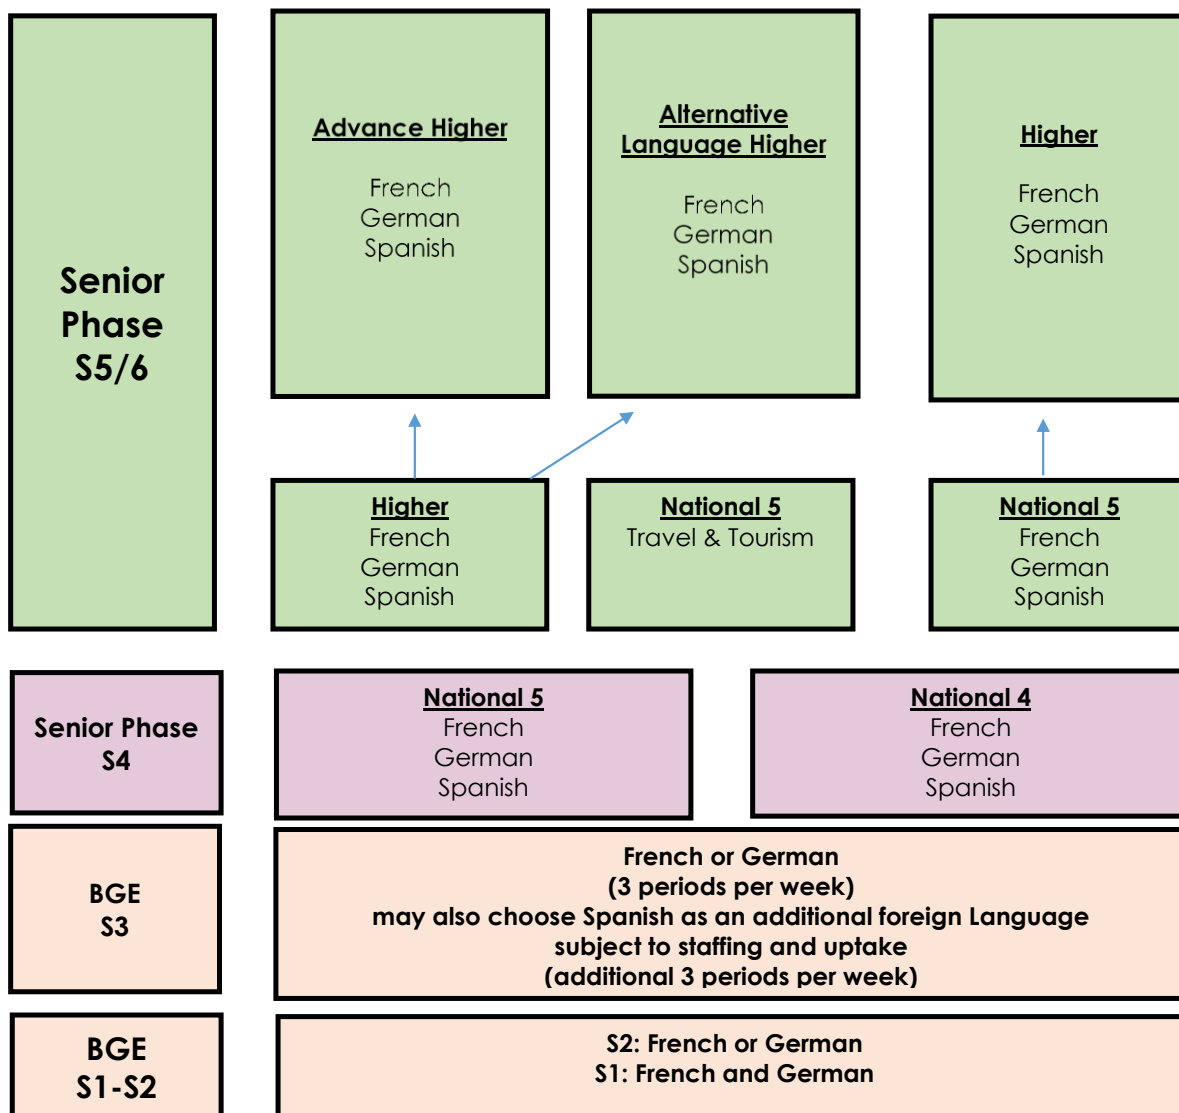 Senior
Phase
S5/6
Advance Higher
French
German
Spanish
Alternative
Language Higher
French
German
Spanish
Higher
French
German
Spanish
Higher
French
German
Spanish
National 5
Travel & Tourism
National 5
French
German
Spanish
Senior Phase
S4
National 5
French
German
Spanish
National 4
French
German
Spanish
BGE
S3
French or German
(3 periods per week)
may also choose Spanish as an additional foreign Language
subject to staffing and uptake
(additional 3 periods per week)
BGE
S1-S2
S2: French or German
S1: French and German